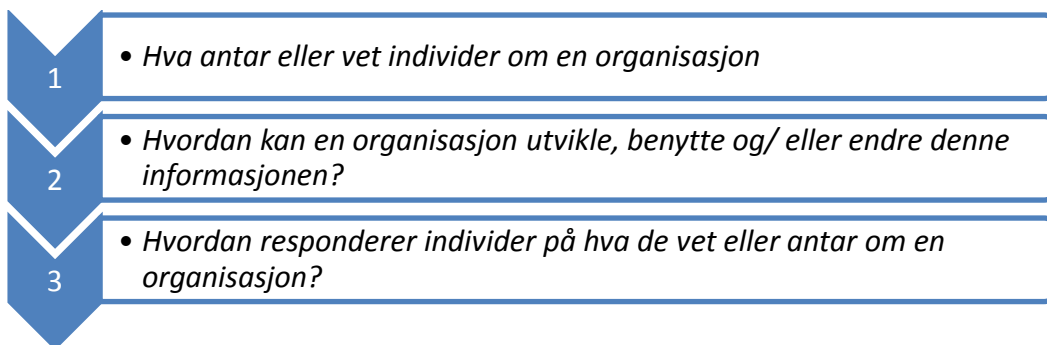 1
• Hva antar eller vet individer om en organisasjon
2
• Hvordan kan en organisasjon utvikle, benytte og/ eller endre denne
informasjonen?
3
• Hvordan responderer individer på hva de vet eller antar om en
organisasjon?